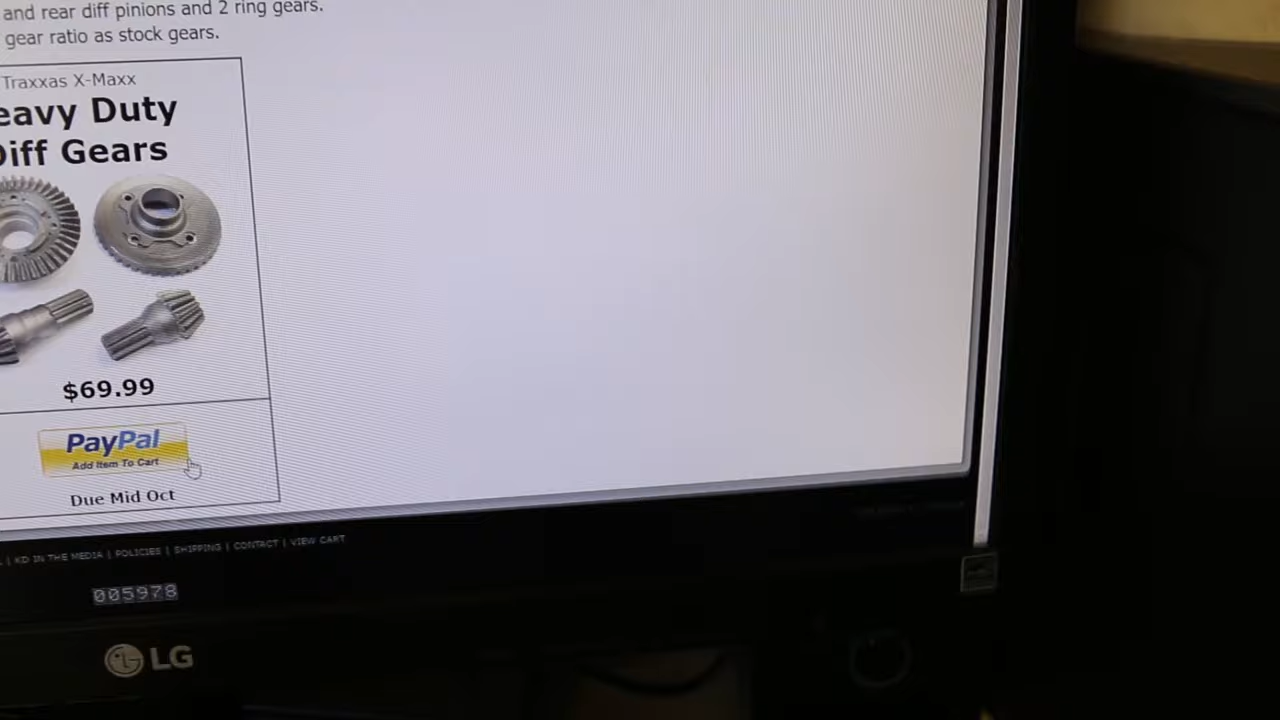 and rear diff pinions and 2 ring gears.
gear ratio as stock gears.
Traxxas X-Maxx
eavy Duty
Diff Gears
$69.99
PayPal
Add Item To Cart
Due Mid Oct
| KD IN THE MEDIA | POLICIES | SHIPPING | CONTACT | VIEW CART
005978
LG